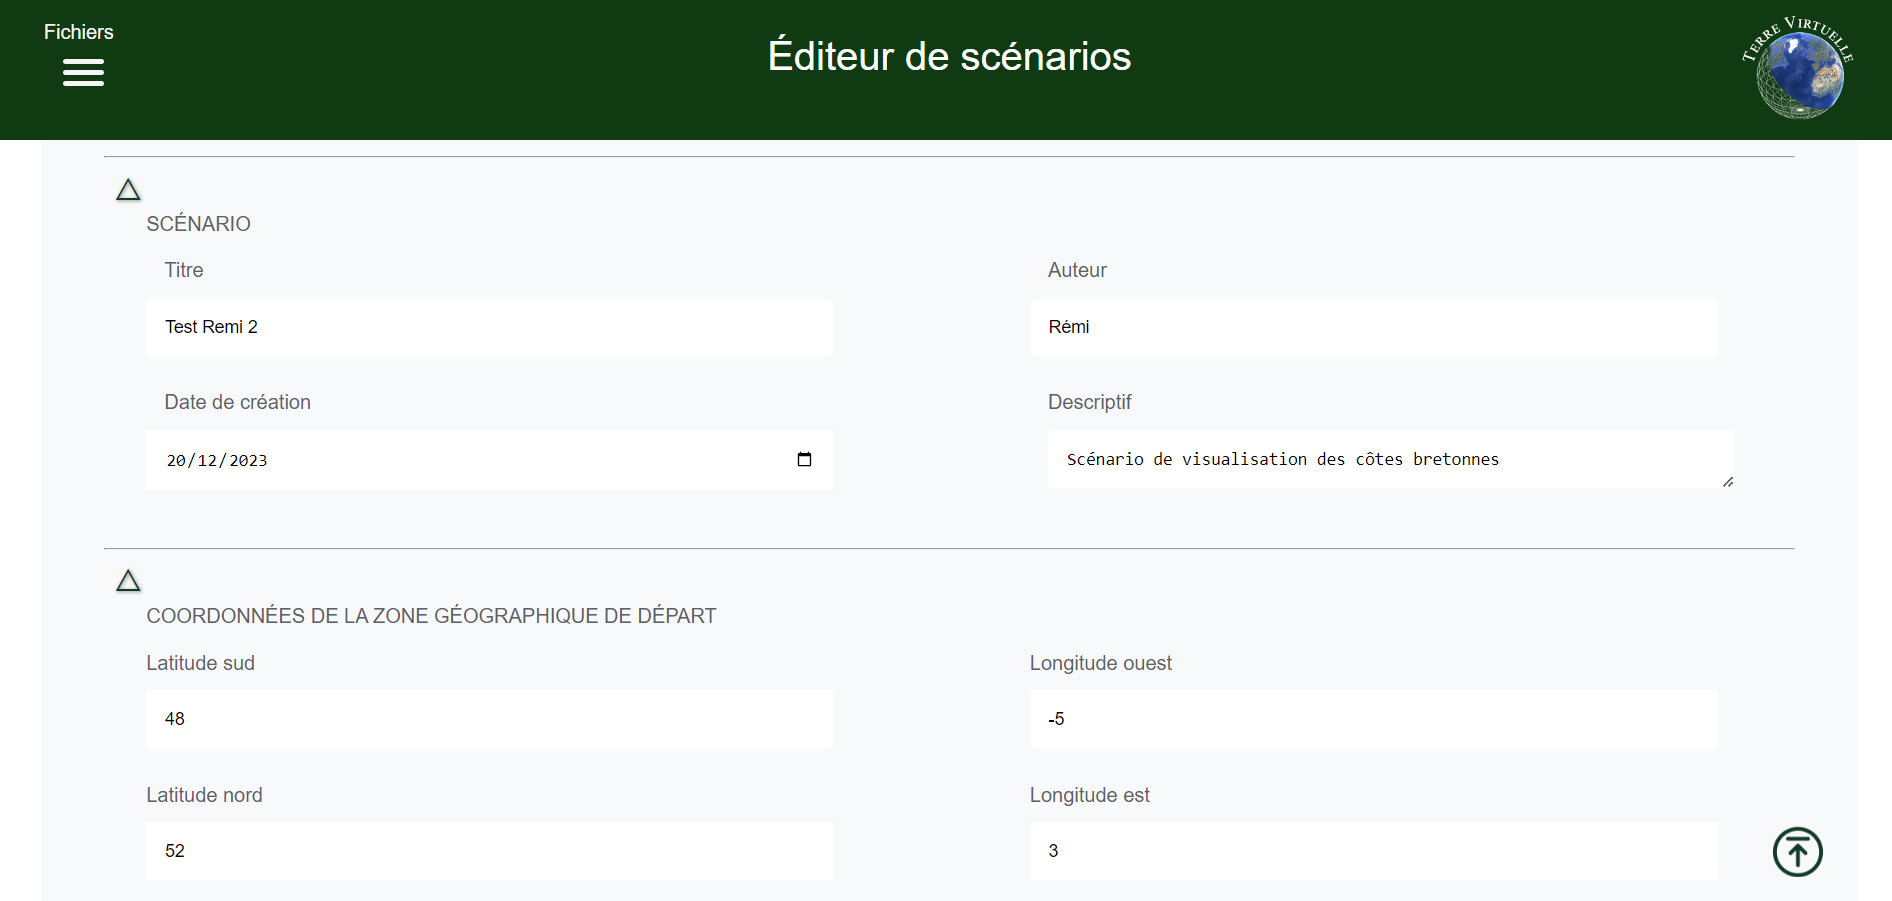 Fichiers
Éditeur de scénarios
TERRE VIRTUELLE
SCÉNARIO
Titre
Auteur
Test Remi 2
Rémi
Date de création
Descriptif
20/12/2023
Scénario de visualisation des côtes bretonnes
COORDONNÉES DE LA ZONE GÉOGRAPHIQUE DE DÉPART
Latitude sud
Longitude ouest
48
-5
Latitude nord
Longitude est
52
3